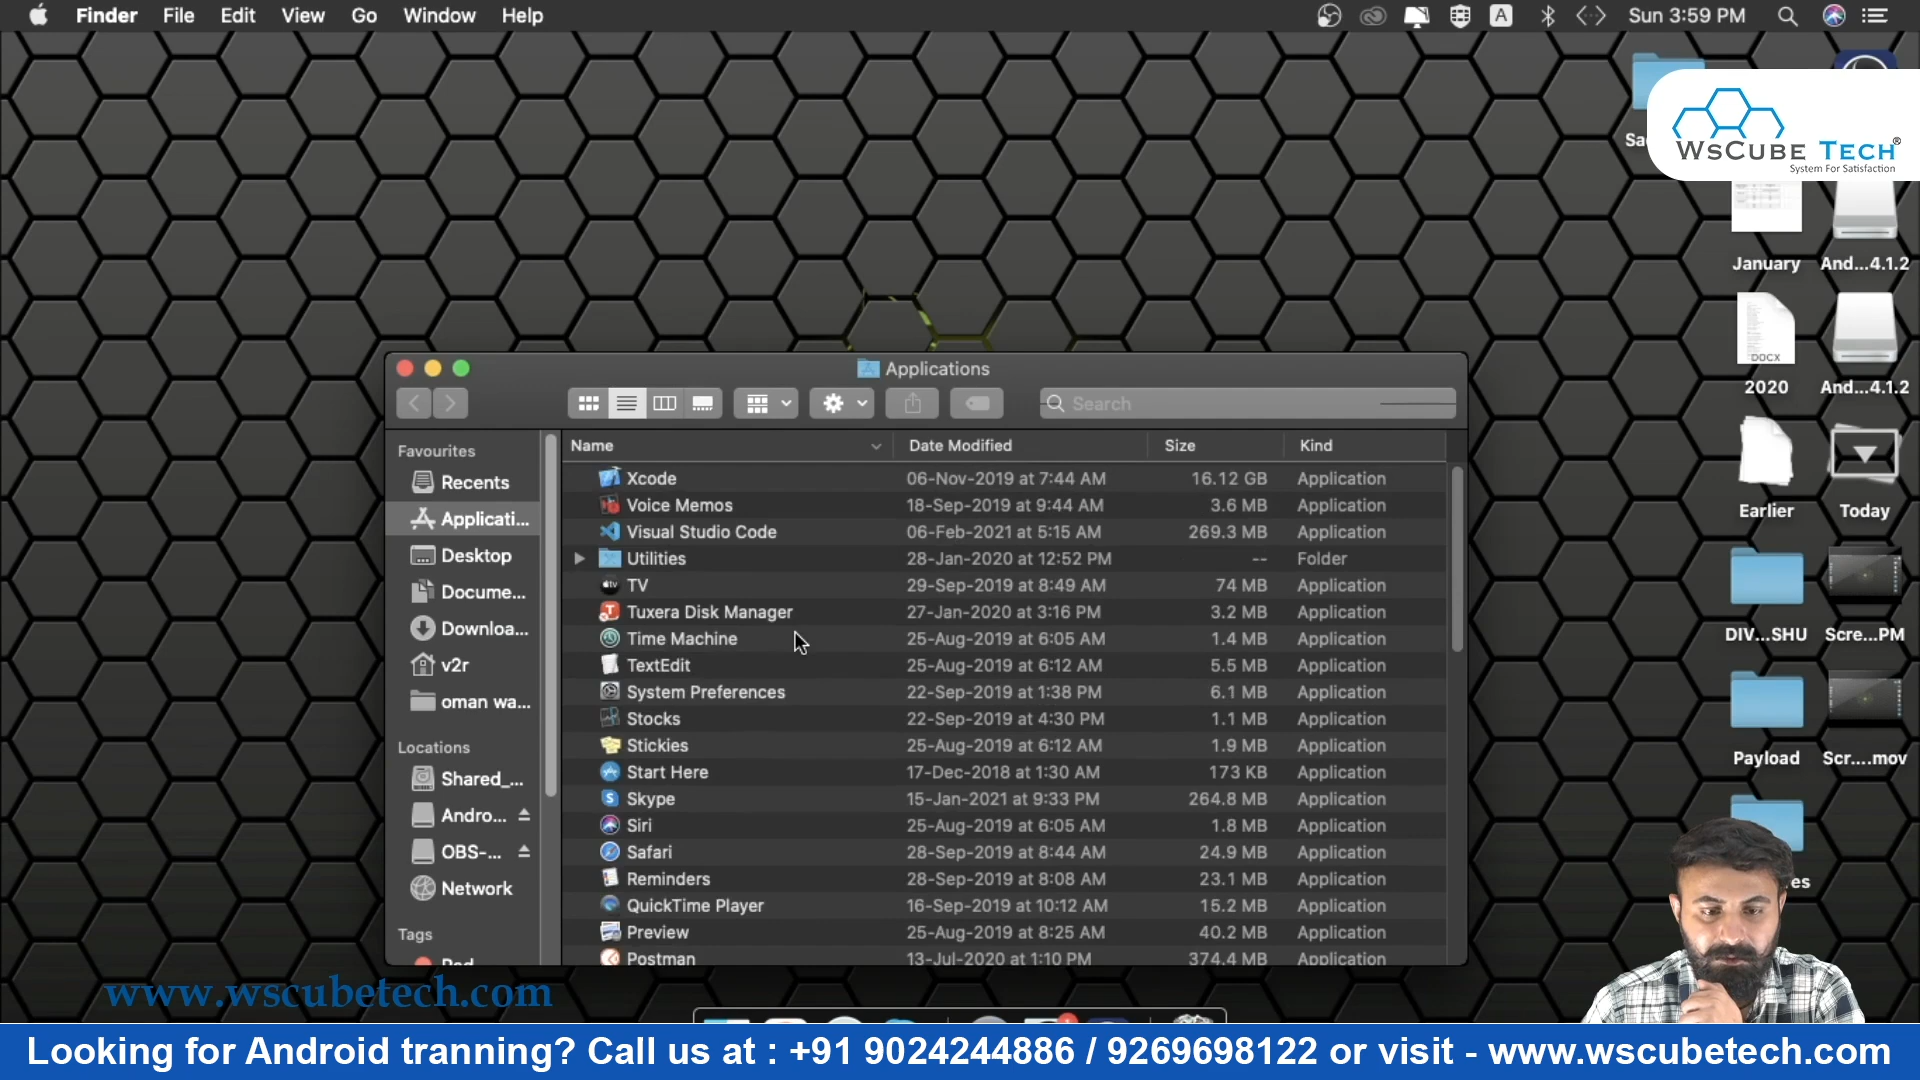 Finder File Edit View Go Window Help
A Sun 3:59 PM
WsCube Tech®
System For Satisfaction
January And...4.1.2
DOCX
2020 And...4.1.2
Earlier Today
DIV...SHU Scre...PM
Payload Scr....mov
Applications
Search
Favourites
Recents
Applicati...
Desktop
Docume...
Downloa...
v2r
oman wa...
Locations
Shared_...
Andro...
OBS-...
Network
Tags
Name Date Modified Size Kind
Xcode 06-Nov-2019 at 7:44 AM 16.12 GB Application
Voice Memos 18-Sep-2019 at 9:44 AM 3.6 MB Application
Visual Studio Code 06-Feb-2021 at 5:15 AM 269.3 MB Application
Utilities 28-Jan-2020 at 12:52 PM -- Folder
TV 29-Sep-2019 at 8:49 AM 74 MB Application
Tuxera Disk Manager 27-Jan-2020 at 3:16 PM 3.2 MB Application
Time Machine 25-Aug-2019 at 6:05 AM 1.4 MB Application
TextEdit 25-Aug-2019 at 6:12 AM 5.5 MB Application
System Preferences 22-Sep-2019 at 1:38 PM 6.1 MB Application
Stocks 22-Sep-2019 at 4:30 PM 1.1 MB Application
Stickies 25-Aug-2019 at 6:12 AM 1.9 MB Application
Start Here 17-Dec-2018 at 1:30 AM 173 KB Application
Skype 15-Jan-2021 at 9:33 PM 264.8 MB Application
Siri 25-Aug-2019 at 6:05 AM 1.8 MB Application
Safari 28-Sep-2019 at 8:44 AM 24.9 MB Application
Reminders 28-Sep-2019 at 8:08 AM 23.1 MB Application
QuickTime Player 16-Sep-2019 at 10:12 AM 15.2 MB Application
Preview 25-Aug-2019 at 8:25 AM 40.2 MB Application
Postman 13-Jul-2020 at 1:10 PM 374.4 MB Application
www.wscubetech.com
Looking for Android tranning? Call us at : +91 9024244886 / 9269698122 or visit - www.wscubetech.com